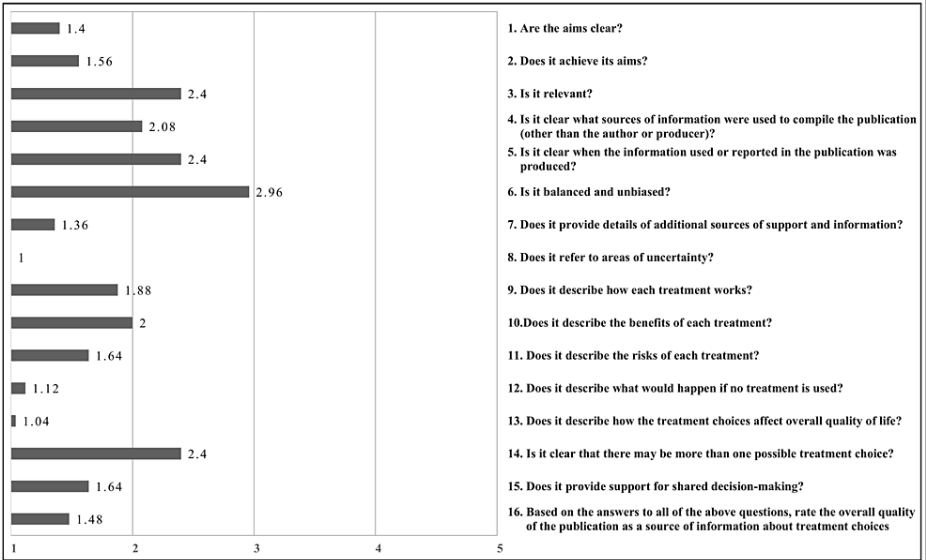 1.4 1. Are the aims clear?
1.56 2. Does it achieve its aims?
2.4 3. Is it relevant?
2.08 4. Is it clear what sources of information were used to compile the publication
(other than the author or producer)?
2.4 5. Is it clear when the information used or reported in the publication was
produced?
2.96 6. Is it balanced and unbiased?
1.36 7. Does it provide details of additional sources of support and information?
1 8. Does it refer to areas of uncertainty?
1.88 9. Does it describe how each treatment works?
2 10.Does it describe the benefits of each treatment?
1.64 11. Does it describe the risks of each treatment?
1.12 12. Does it describe what would happen if no treatment is used?
1.04 13. Does it describe how the treatment choices affect overall quality of life?
2.4 14. Is it clear that there may be more than one possible treatment choice?
1.64 15. Does it provide support for shared decision-making?
1.48 16. Based on the answers to all of the above questions, rate the overall quality
of the publication as a source of information about treatment choices
1 2 3 4 5